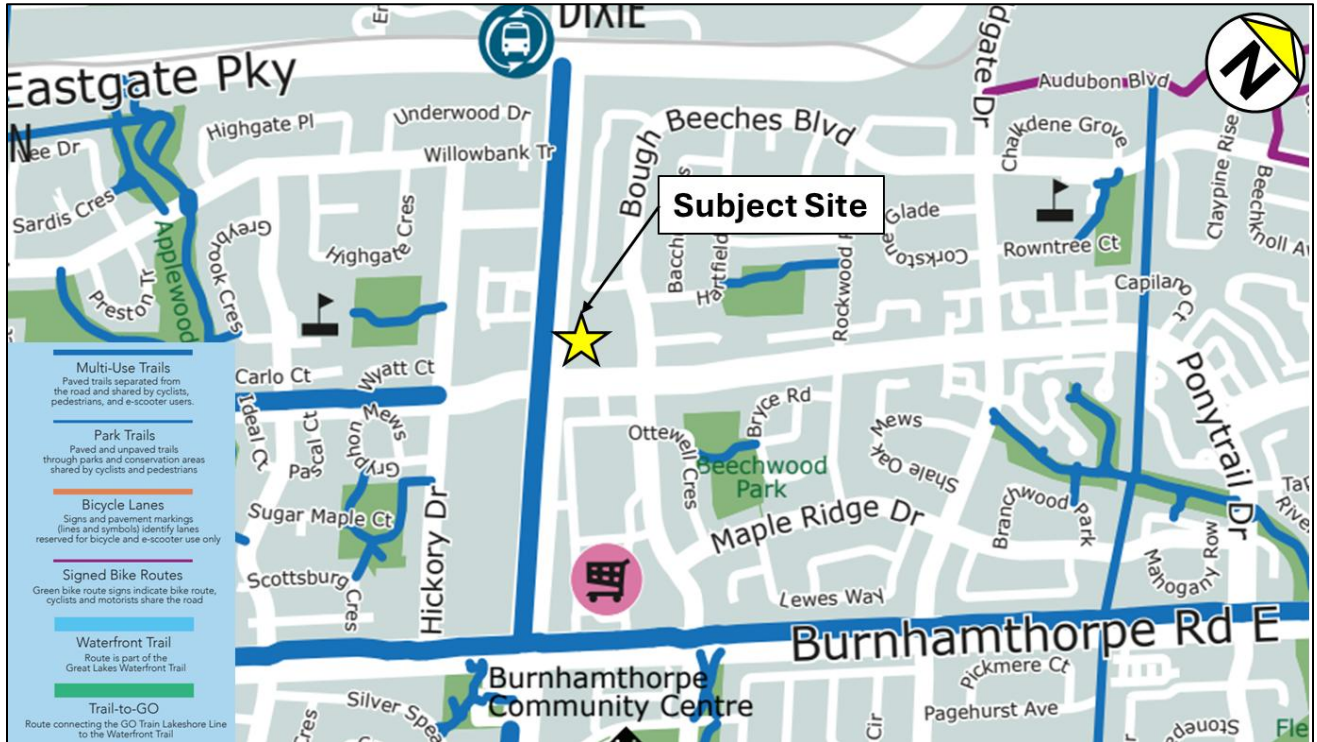 DIXIE
Eastgate Pky
N
Highgate Pl
Underwood Dr
Willowbank Tr
Sardis Cres
Applewood
Greybrook Cres
Preston Tr
Highgate Cres
Bough Beeches Blvd
dgate Dr
Audubon Blvd
Chalkdene Grove
Claypine Rise
Beechknoll Av
N
Subject Site
Hartfield
Rockwood R
Glade
Corksto
Rowntree Ct
Capilano Ct
Ponytrail Dr
Carlo Ct
Wyatt Ct
Ideal Ct
Pascal Ct
Gryphon Mews
Sugar Maple Ct
Scottsburg Cres
Hickory Dr
Ottewell Cres
Bryce Rd
Beechwood
Park
Shale Oak Mews
Maple Ridge Dr
Branchwood Park
Mahogany Row
Lewes Way
Burnhamthorpe Rd E
Burnhamthorpe
Community Centre
Silver Spea
Cres
Cir
Pickmere Ct
Pagehurst Ave
Stoney
Fle
Multi-Use Trails
Paved trails separated from
the road and shared by cyclists,
pedestrians, and e-scooter users.
Park Trails
Paved and unpaved trails
through parks and conservation areas
shared by cyclists and pedestrians
Bicycle Lanes
Signs and pavement markings
(lines and symbols) identify lanes
reserved for bicycle and e-scooter use only
Signed Bike Routes
Green bike route signs indicate bike route,
cyclists and motorists share the road
Waterfront Trail
Route is part of the
Great Lakes Waterfront Trail
Trail-to-GO
Route connecting the GO Train Lakeshore Line
to the Waterfront Trail